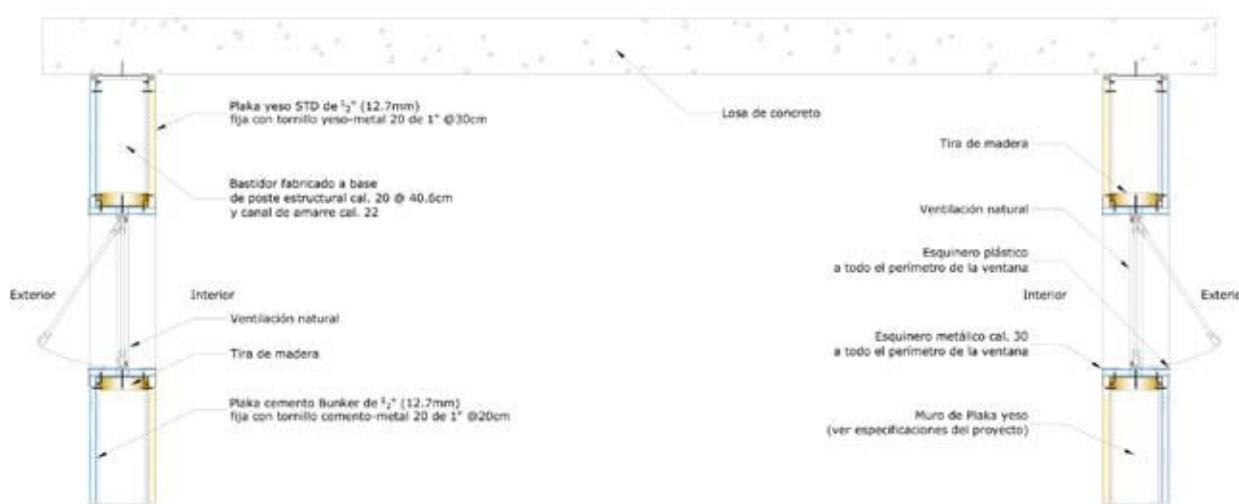 Plaka yeso STD de ½" (12.7mm)
fija con tornillo yeso-metal 20 de 1" @30cm
Bastidor fabricado a base
de poste estructural cal. 20 @ 40.6cm
y canal de amarre cal. 22
Exterior
Interior
Ventilación natural
Tira de madera
Plaka cemento Bunker de ½" (12.7mm)
fija con tornillo cemento-metal 20 de 1" @20cm
Losa de concreto
Tira de madera
Ventilación natural
Esquinero plástico
a todo el perímetro de la ventana
Interior
Exterio
Esquinero metálico cal. 30
a todo el perímetro de la ventana
Muro de Plaka yeso
(ver especificaciones del proyecto)